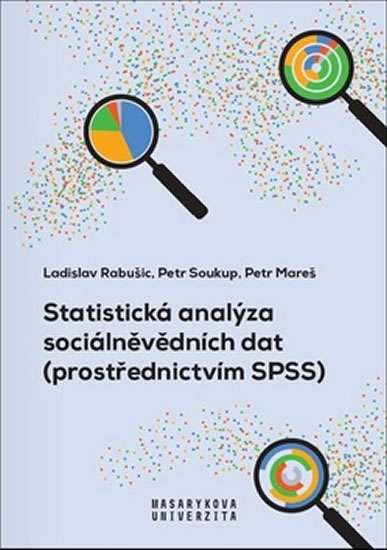 Ladislav Rabušic, Petr Soukup, Petr Mareš
Statistická analýza
sociálněvědních dat
(prostřednictvím SPSS)
MASARYKOVA
UNIVERZITA